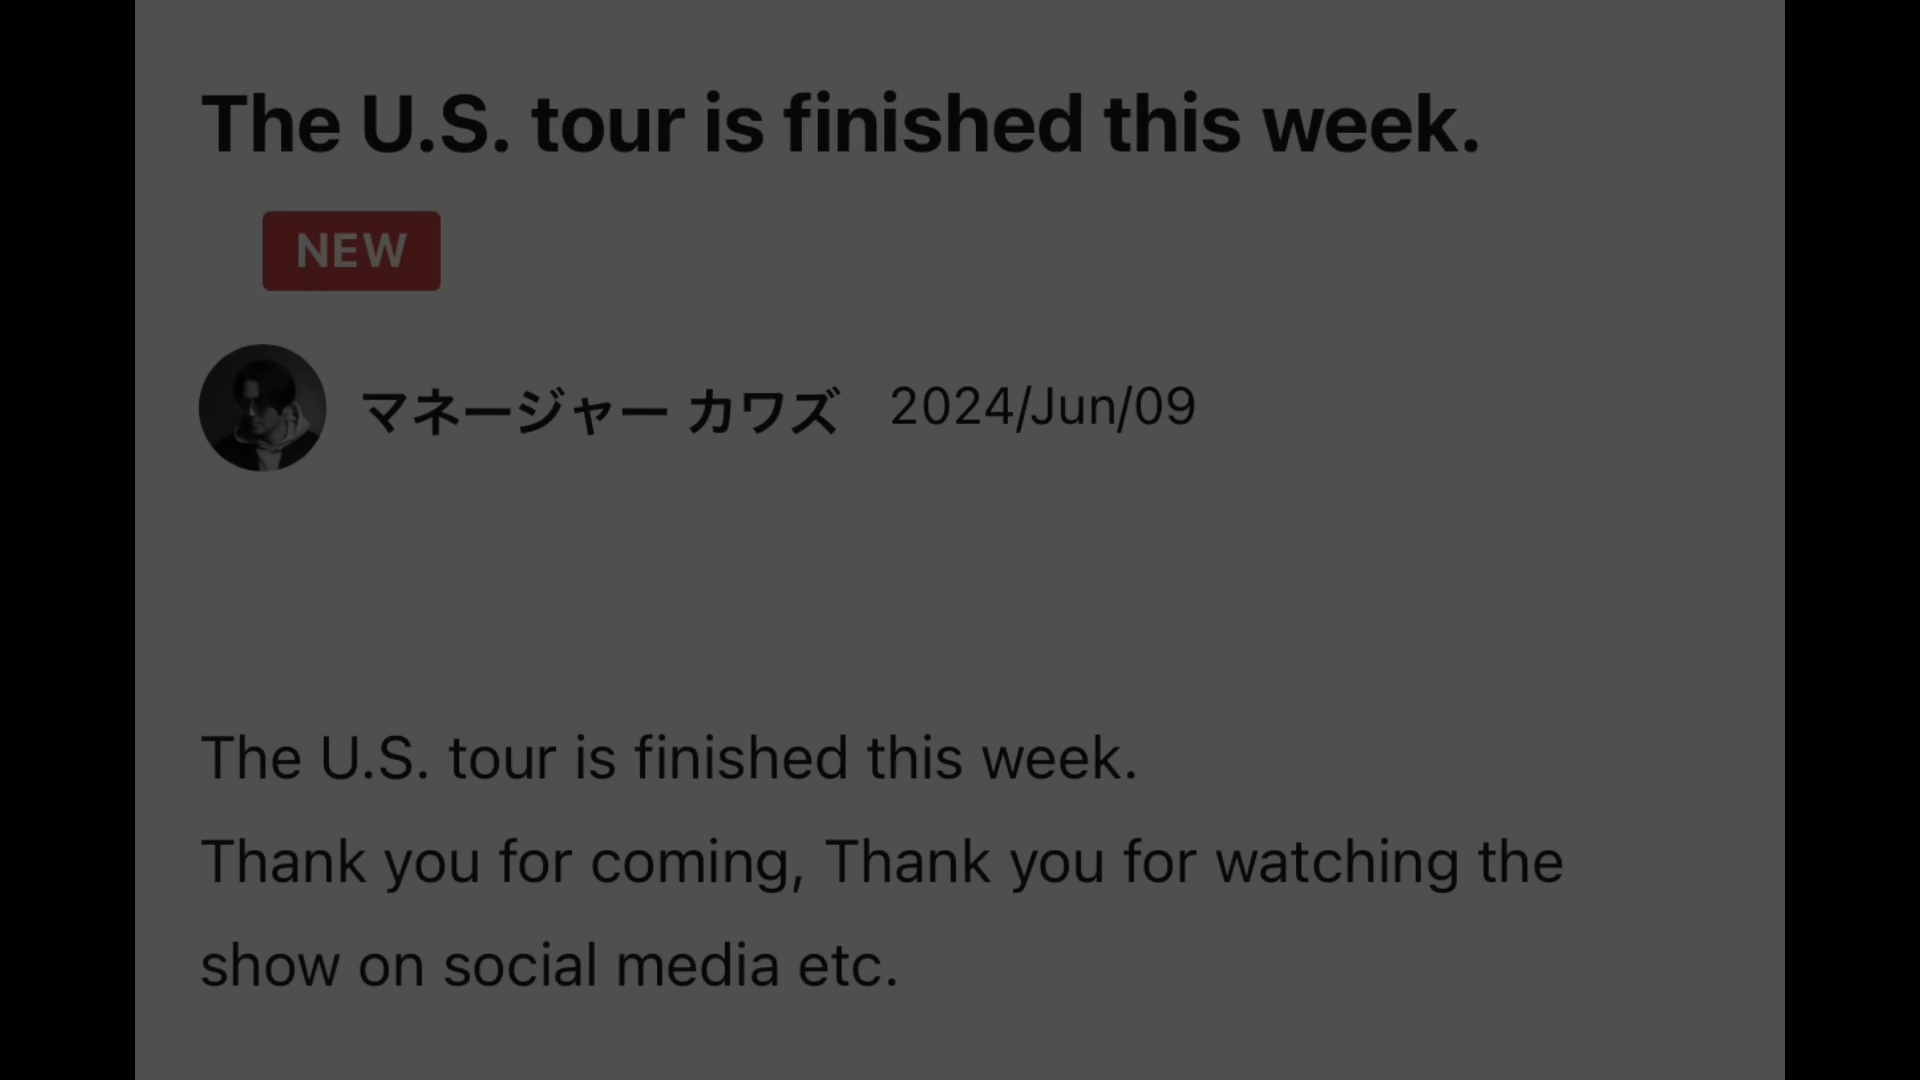 The U.S. tour is finished this week.
NEW
マネージャー カワズ 2024/Jun/09
The U.S. tour is finished this week.
Thank you for coming, Thank you for watching the
show on social media etc.